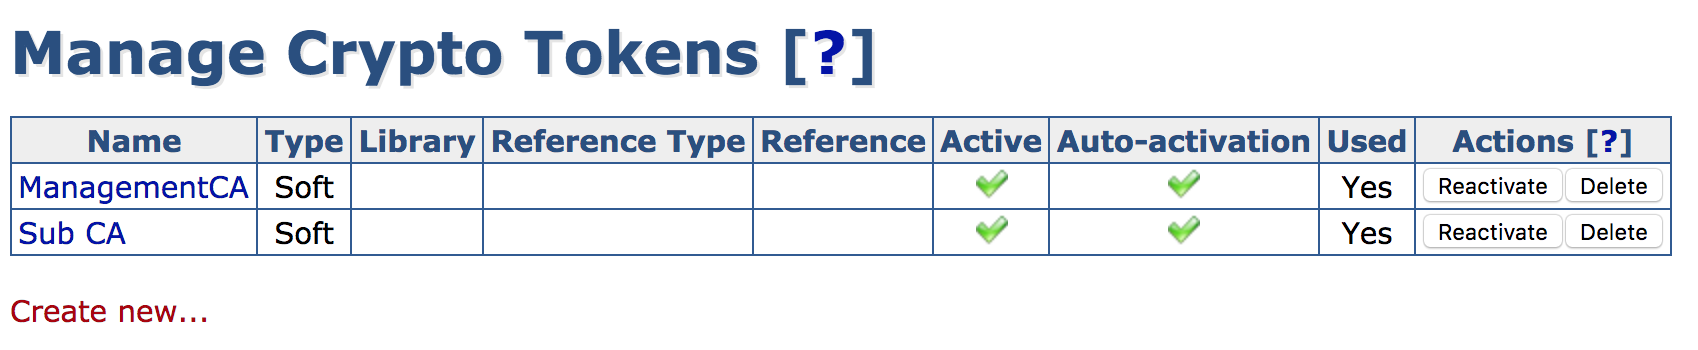 Manage Crypto Tokens [?]
Name Type Library Reference Type Reference Active Auto-activation Used Actions [?]
ManagementCA Soft Yes Reactivate Delete
Sub CA Soft Yes Reactivate Delete
Create new...